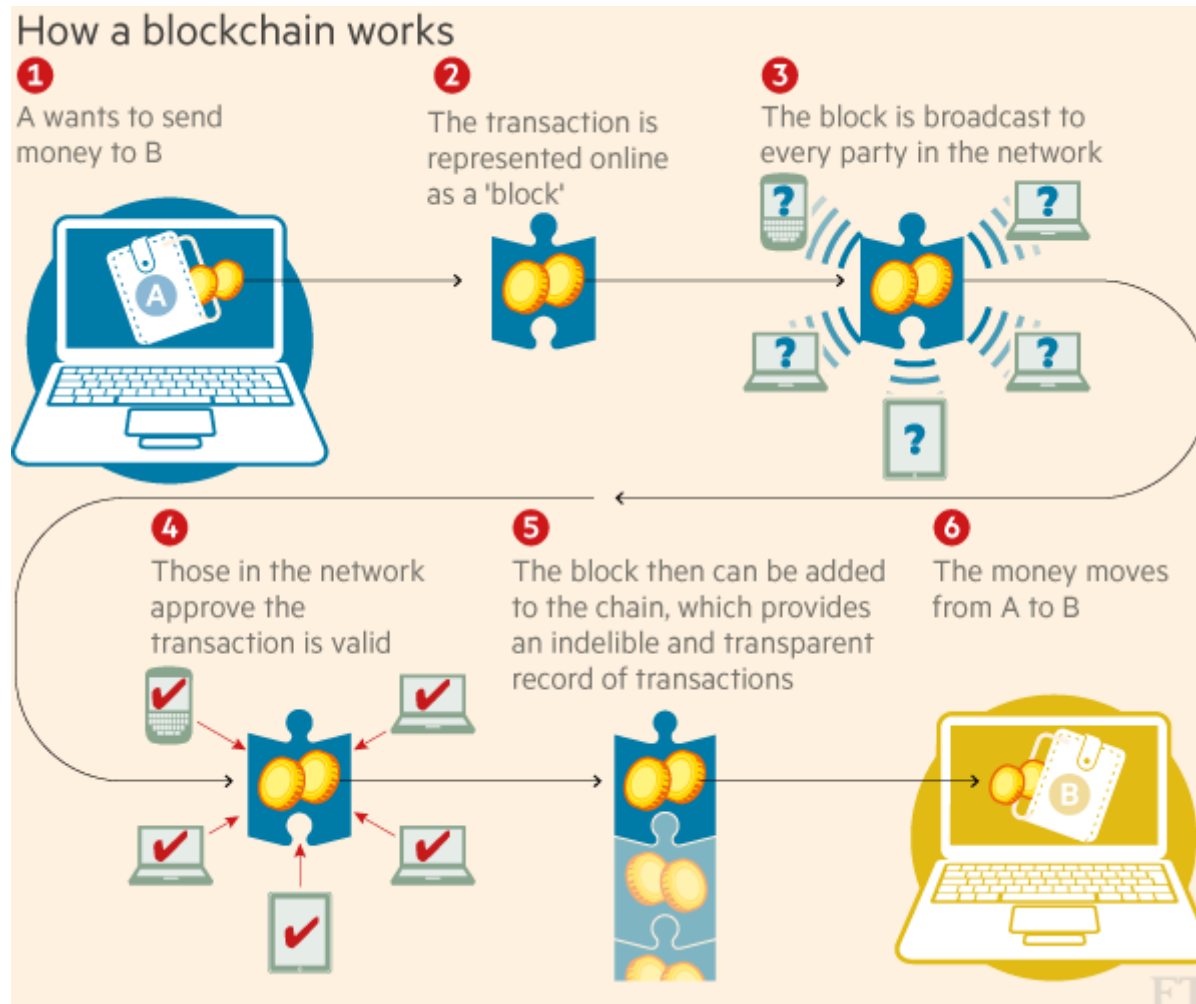 How a blockchain works
1
A wants to send
money to B
2
The transaction is
represented online
as a 'block'
3
The block is broadcast to
every party in the network
A
?
?
?
?
?
4
Those in the network
approve the
transaction is valid
5
The block then can be added
to the chain, which provides
an indelible and transparent
record of transactions
6
The money moves
from A to B
B
FT